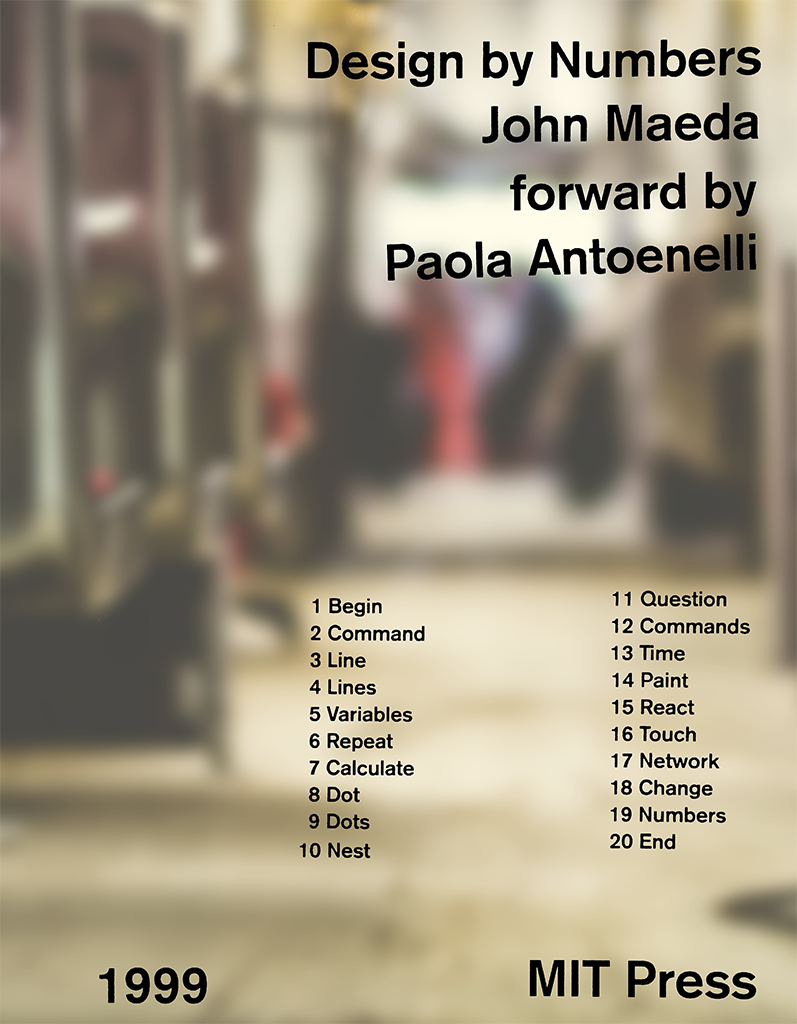 Design by Numbers
John Maeda
forward by
Paola Antoenelli
1 Begin
2 Command
3 Line
4 Lines
5 Variables
6 Repeat
7 Calculate
8 Dot
9 Dots
10 Nest
11 Question
12 Commands
13 Time
14 Paint
15 React
16 Touch
17 Network
18 Change
19 Numbers
20 End
1999
MIT Press